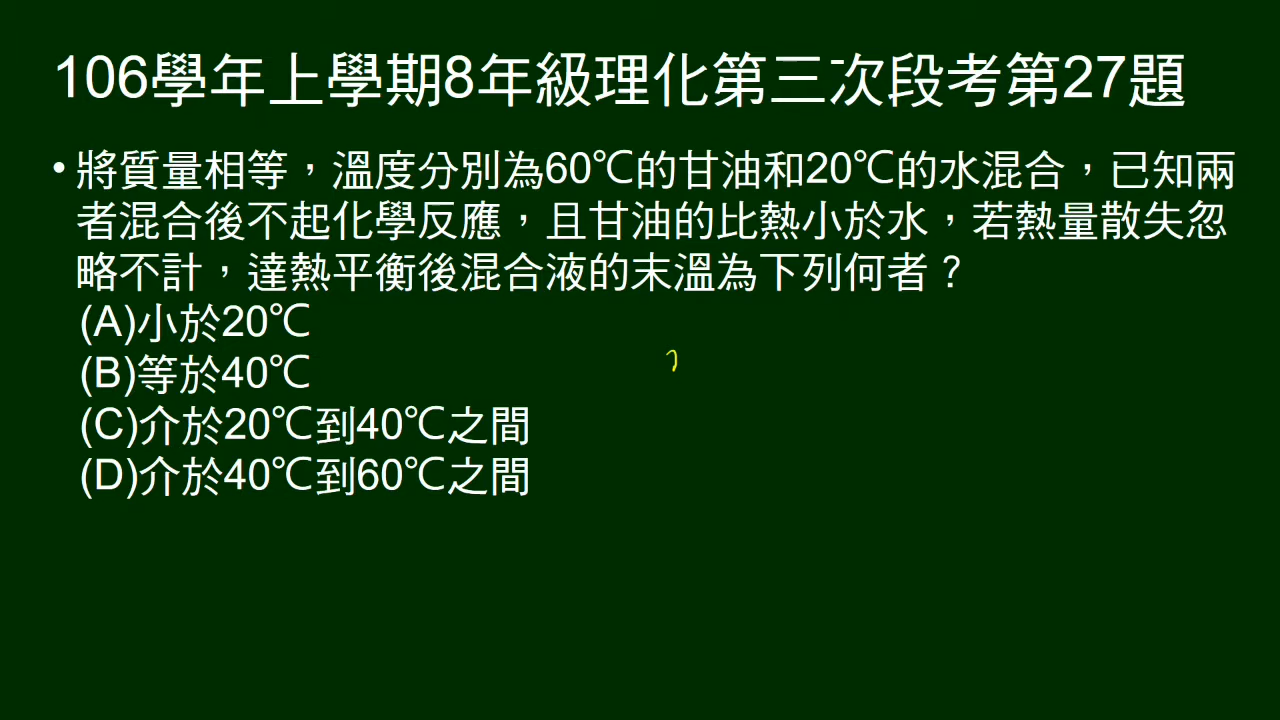 106學年上學期8年級理化第三次段考第27題
• 將質量相等，溫度分別為60℃的甘油和20℃的水混合，已知兩
者混合後不起化學反應，且甘油的比熱小於水，若熱量散失忽
略不計，達熱平衡後混合液的末溫為下列何者？
(A)小於20℃
(B)等於40℃
(C)介於20℃到40℃之間
(D)介於40℃到60℃之間